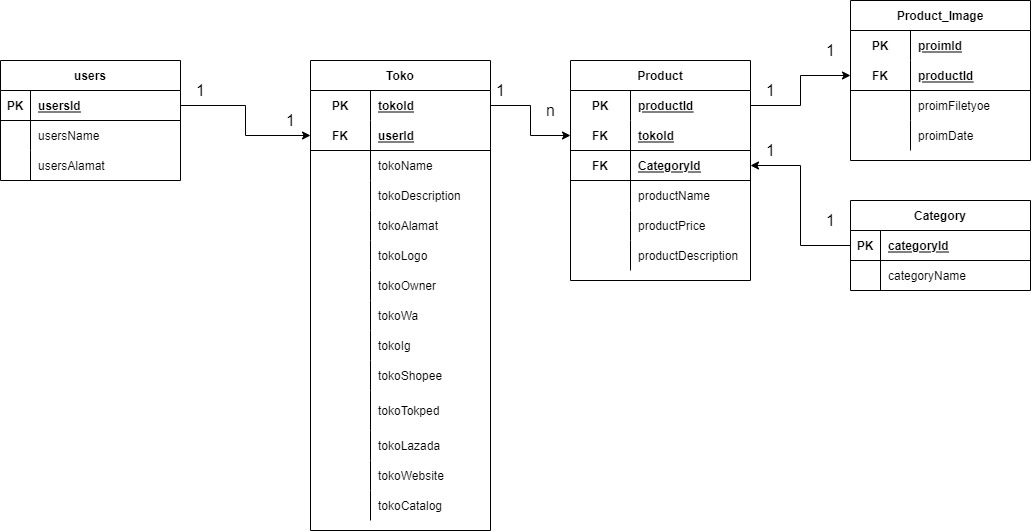 users
PK usersId
usersName
usersAlamat
1
1
Toko
PK tokoId
FK userId
tokoName
tokoDescription
tokoAlamat
tokoLogo
tokoOwner
tokoWa
tokoIg
tokoShopee
tokoTokped
tokoLazada
tokoWebsite
tokoCatalog
1
n
Product
PK productId
FK tokoId
FK CategoryId
productName
productPrice
productDescription
1
1
Product_Image
PK proimId
FK productId
proimFiletyoe
proimDate
1
1
Category
PK categoryId
categoryName